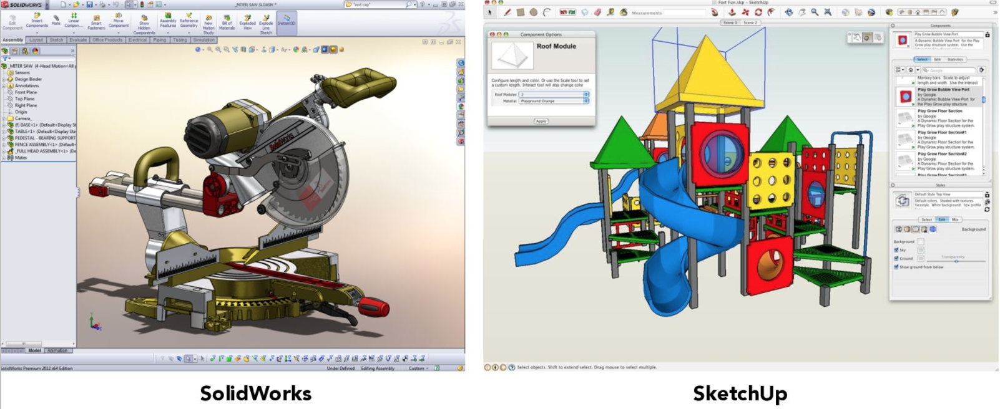 SOLIDWORKS
_MITER SAW.SLDASM *
"end cap"
Edit Component
Insert Components
Mate
Linear Compon...
Smart Fasteners
Move Component
Show Hidden Components
Assembly Features
Reference Geometry
New Motion Study
Bill of Materials
Exploded View
Explode Line Sketch
Instant3D
Assembly Layout Sketch Evaluate Office Products Electrical Piping Tubing Simulation
_MITER SAW (4-Head Motion<All
Sensors
Design Binder
Annotations
Front Plane
Top Plane
Right Plane
Origin
Camera_
(f) BASE<1> (Default<Display Sta
TABLE<1> (Default<Display Sta
PEDESTAL - BEARING SUPPORT
FENCE ASSEMBLY<1> (De
_FULL HEAD ASSEMBLY<1> (De
Mates
SolidWorks
Model Animation
SolidWorks Premium 2012 x64 Edition
Under Defined Editing Assembly Custom
SolidWorks
Fort Fun.skp - SketchUp
Measurements
Scene 1 Scene 2
Component Options
Roof Module
Configure length and color. Or use the Scale tool to set
a custom length. Interact tool will also change color
Roof Modules 2
Material Playground Orange
Apply
Components
Play Grow Bubble View Port
A Dynamic Bubble View Port for the Play
Grow play structure system. Use the
Select Edit Statistics
Google
Monkey bars. Scale to adjust
length and width. Use the Interact
Play Grow Bubble View Port
by Google
A Dynamic Bubble View Port for
the Play Grow play structure
Play Grow Floor Section
by Google
A Dynamic Floor Section for the
Play Grow play structure system.
Play Grow Floor Section#1
by Google
A Dynamic Floor Section for the
Play Grow play structure system.
Play Grow Floor Section#2
by Google
A Dynamic Floor Section for the
Play Grow play structure system.
Styles
Default Style Top View
Default colors. Shaded with textures
facestyle. White background. 3px profile
Select Edit Mix
Background
Background
Sky
Ground
Transparency
Show ground from below
Select objects. Shift to extend select. Drag mouse to select multiple.
SketchUp